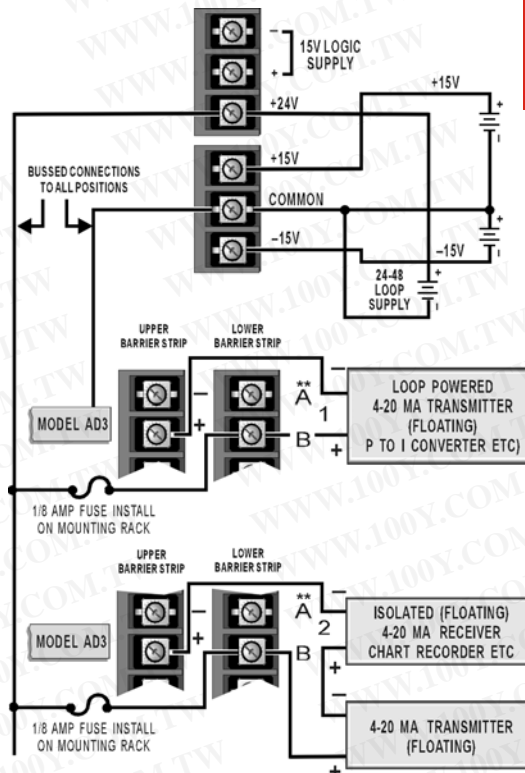 −
15V LOGIC
SUPPLY
+
+24V
+15V
+
−
+15V
BUSSED CONNECTIONS
TO ALL POSITIONS
COMMON
−15V
−15V
+
−
24-48
LOOP
SUPPLY
+
−
UPPER
BARRIER STRIP
LOWER
BARRIER STRIP
MODEL AD3
−
+
**
A
1
B
−
+
LOOP POWERED
4-20 MA TRANSMITTER
(FLOATING)
P TO I CONVERTER ETC)
1/8 AMP FUSE INSTALL
ON MOUNTING RACK
UPPER
BARRIER STRIP
LOWER
BARRIER STRIP
MODEL AD3
−
+
**
A
2
B
−
+
ISOLATED (FLOATING)
4-20 MA RECEIVER
CHART RECORDER ETC
1/8 AMP FUSE INSTALL
ON MOUNTING RACK
−
+
4-20 MA TRANSMITTER
(FLOATING)
WWW.100Y.COM.TW